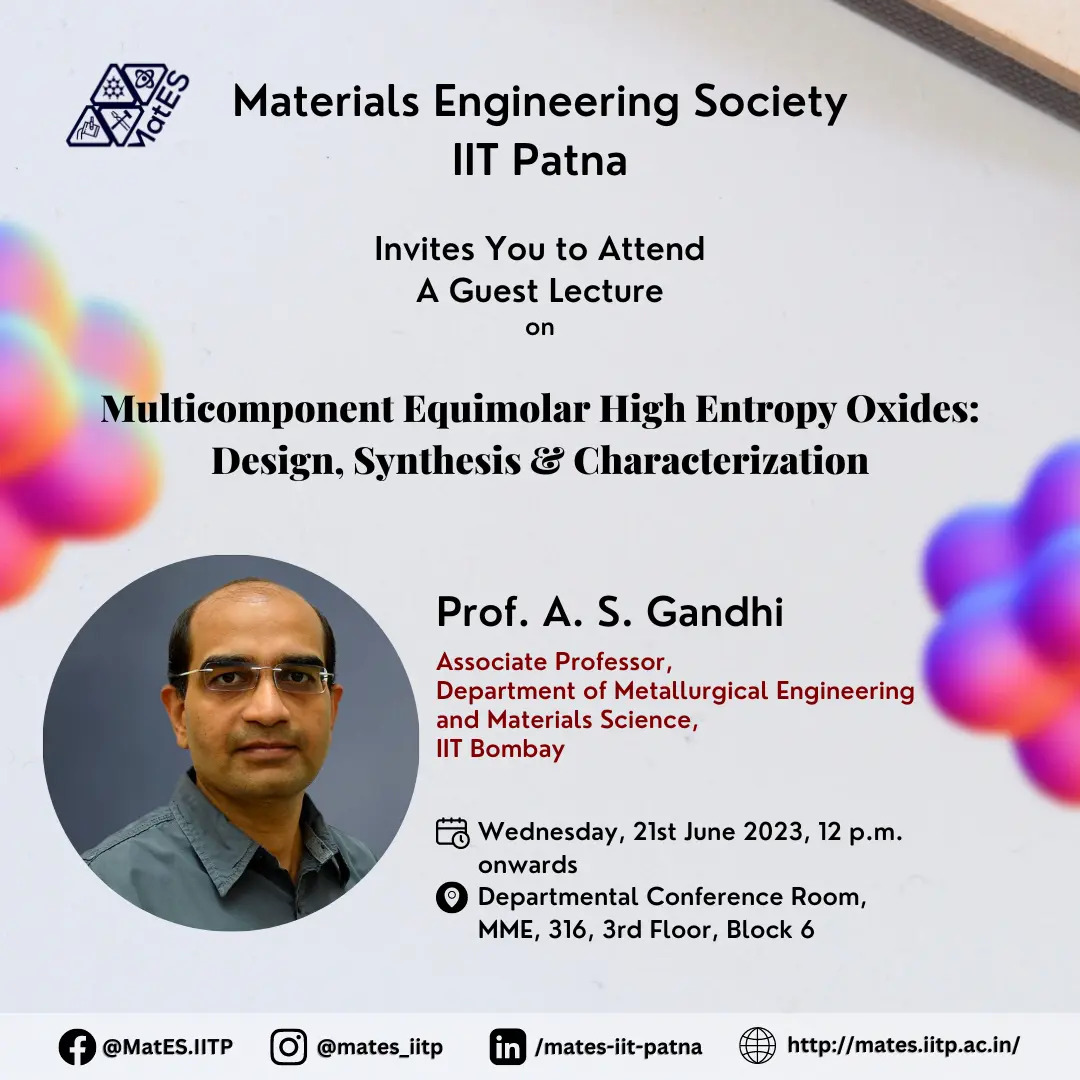 MatES
Materials Engineering Society
IIT Patna
Invites You to Attend
A Guest Lecture
on
Multicomponent Equimolar High Entropy Oxides:
Design, Synthesis & Characterization
Prof. A. S. Gandhi
Associate Professor,
Department of Metallurgical Engineering
and Materials Science,
IIT Bombay
Wednesday, 21st June 2023, 12 p.m.
onwards
Departmental Conference Room,
MME, 316, 3rd Floor, Block 6
@MatES.IITP
@mates_iitp
/mates-iit-patna
http://mates.iitp.ac.in/